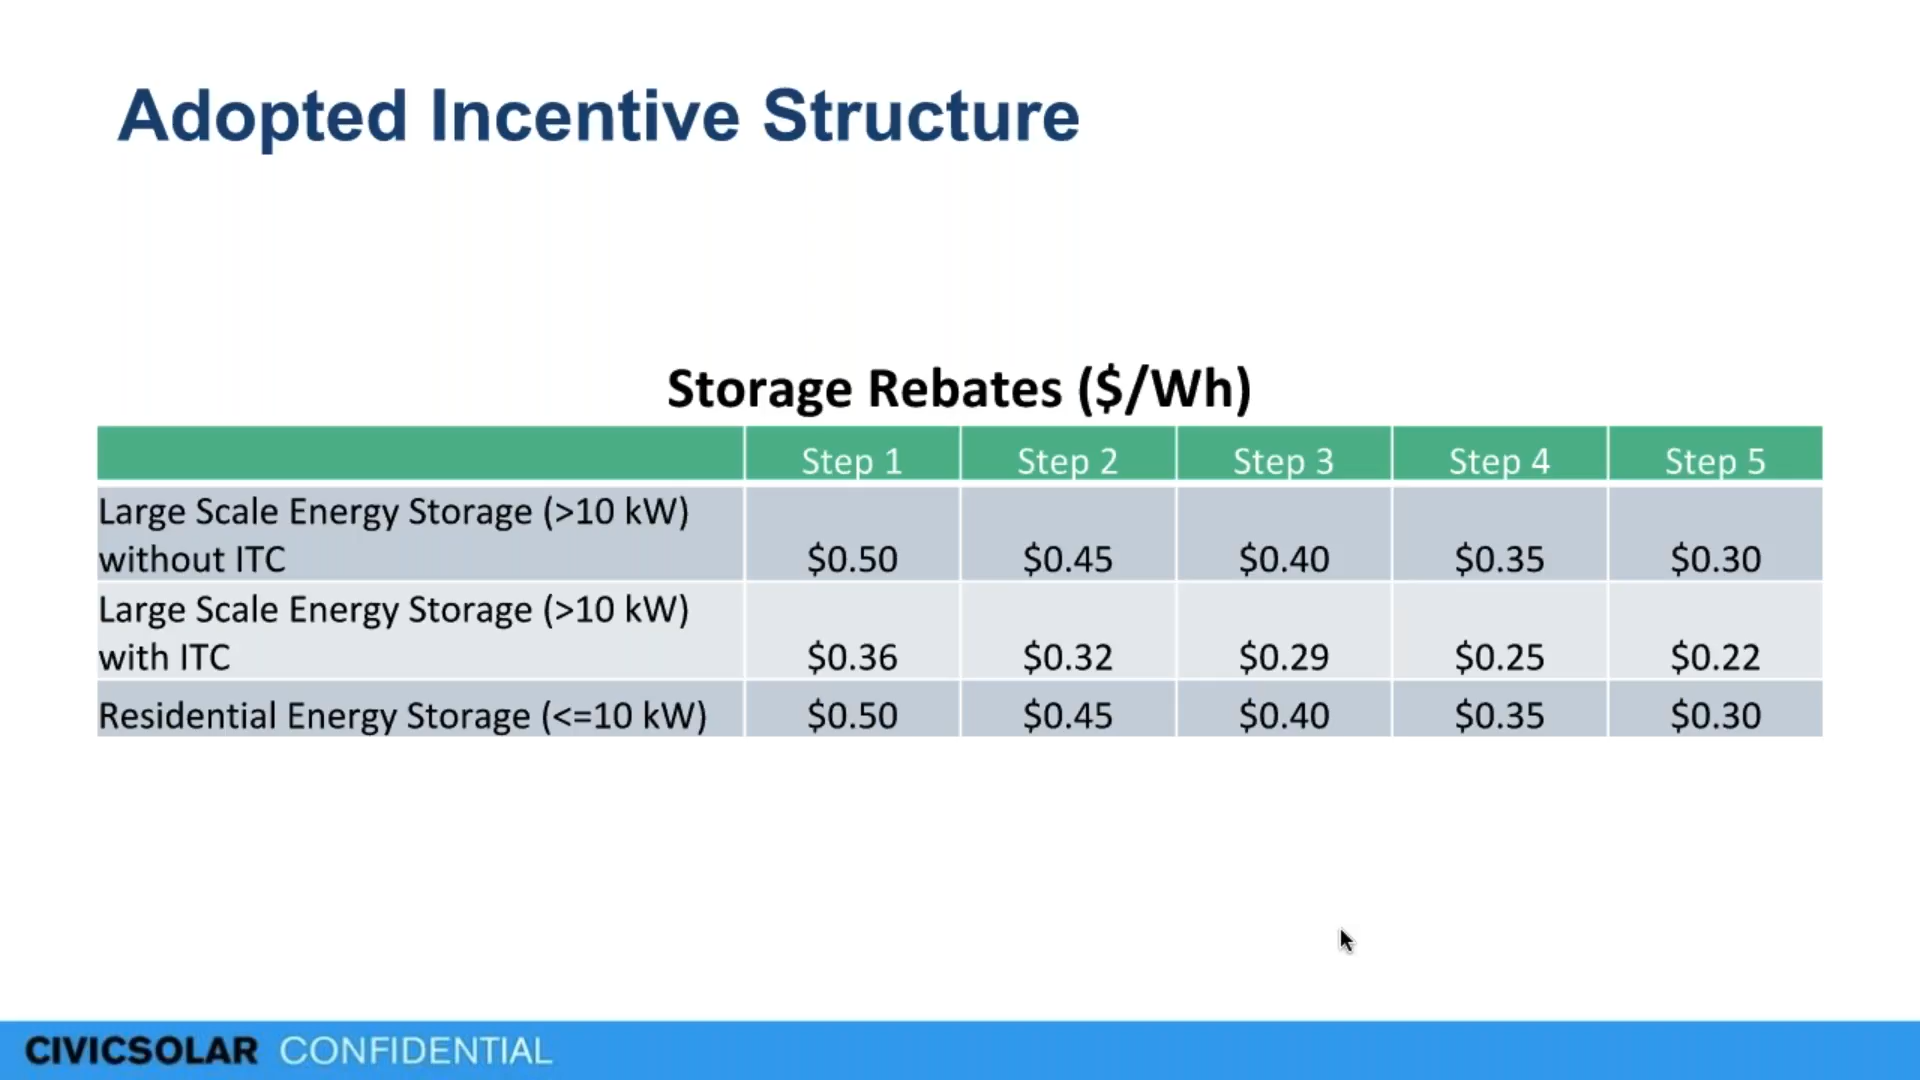 Adopted Incentive Structure
Storage Rebates ($/Wh)
Step 1 Step 2 Step 3 Step 4 Step 5
Large Scale Energy Storage (>10 kW)
without ITC $0.50 $0.45 $0.40 $0.35 $0.30
Large Scale Energy Storage (>10 kW)
with ITC $0.36 $0.32 $0.29 $0.25 $0.22
Residential Energy Storage (<=10 kW) $0.50 $0.45 $0.40 $0.35 $0.30
CIVICSOLAR CONFIDENTIAL